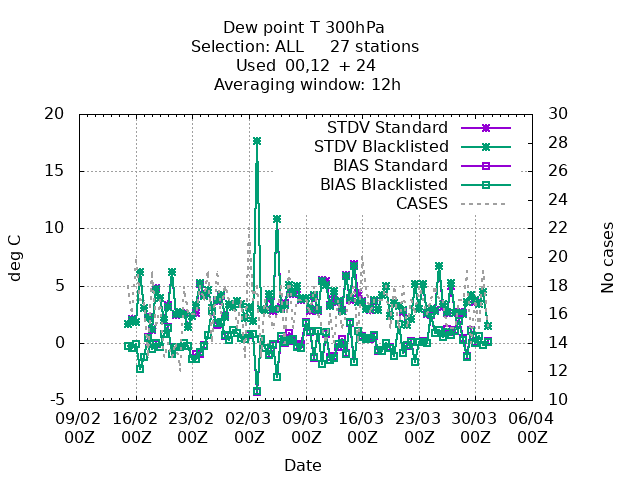 Dew point T 300hPa
Selection: ALL 27 stations
Used 00,12 + 24
Averaging window: 12h
20
15
10
5
0
-5
deg C
30
28
26
24
22
20
18
16
14
12
10
No cases
STDV Standard
STDV Blacklisted
BIAS Standard
BIAS Blacklisted
CASES
09/02 16/02 23/02 02/03 09/03 16/03 23/03 30/03 06/04
00Z 00Z 00Z 00Z 00Z 00Z 00Z 00Z 00Z
Date